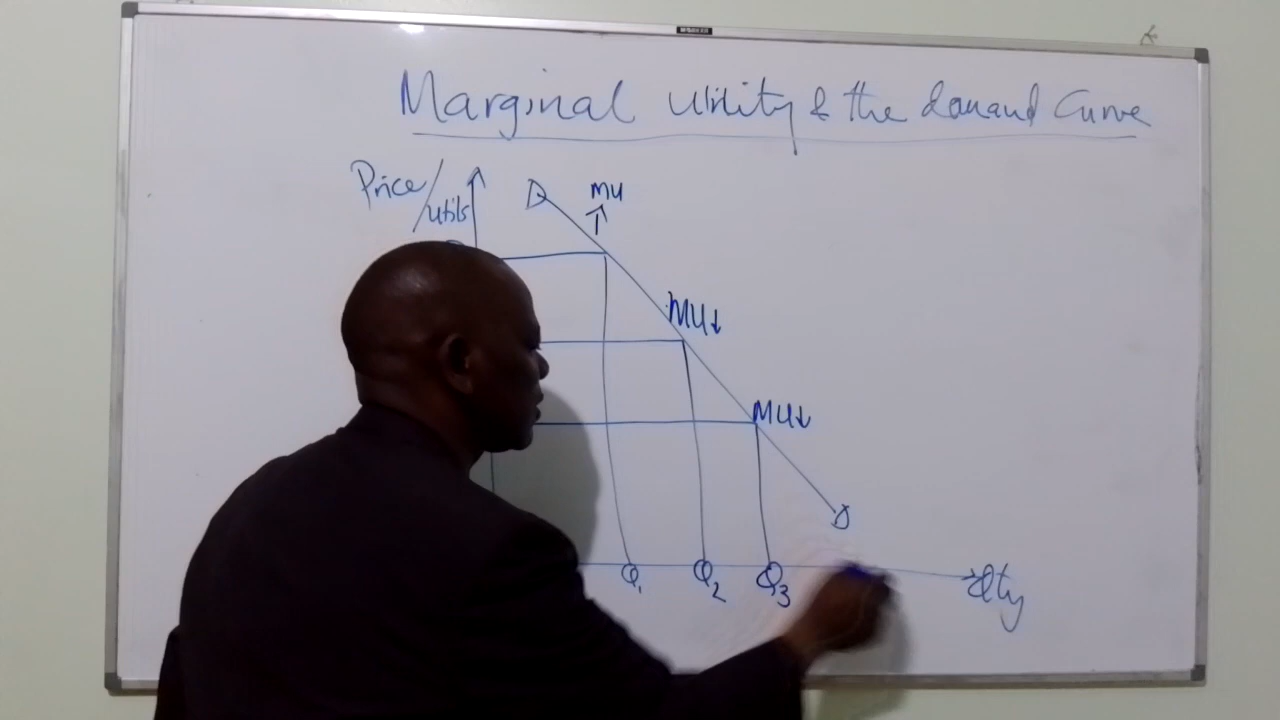 Marginal Utility & the demand Curve
Price/
utils
D
MU
MU↓
MU↓
D
Q1
Q2
Q3
Qty